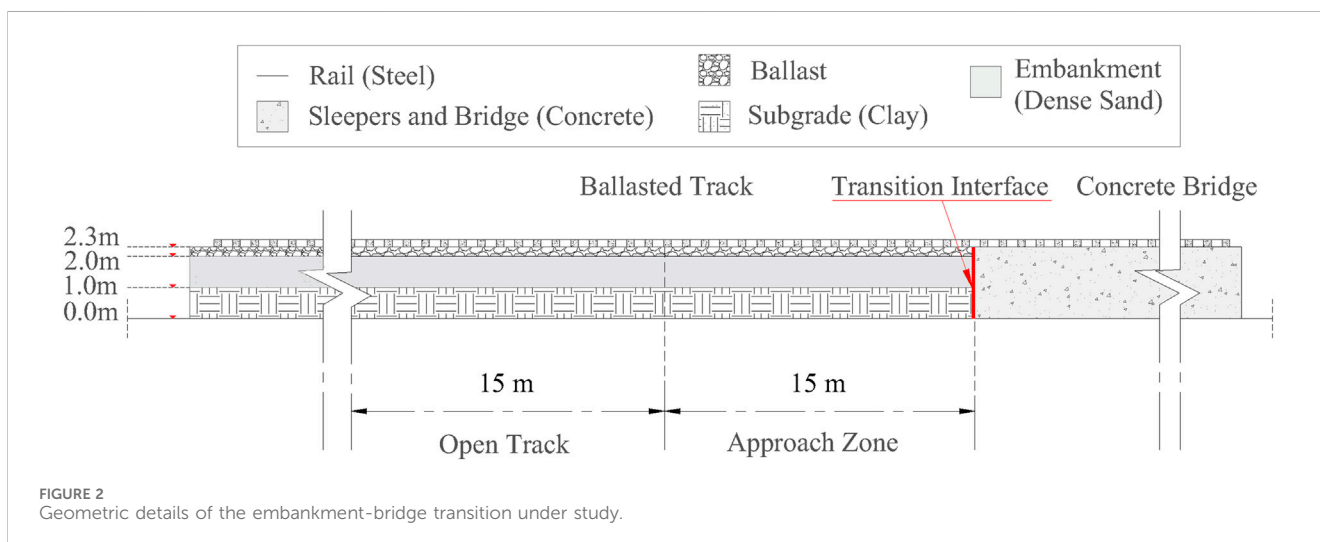 Rail (Steel)
Sleepers and Bridge (Concrete)
Ballast
Subgrade (Clay)
Embankment
(Dense Sand)
Ballasted Track
Transition Interface
Concrete Bridge
2.3m
2.0m
1.0m
0.0m
15 m
15 m
Open Track
Approach Zone
FIGURE 2
Geometric details of the embankment-bridge transition under study.